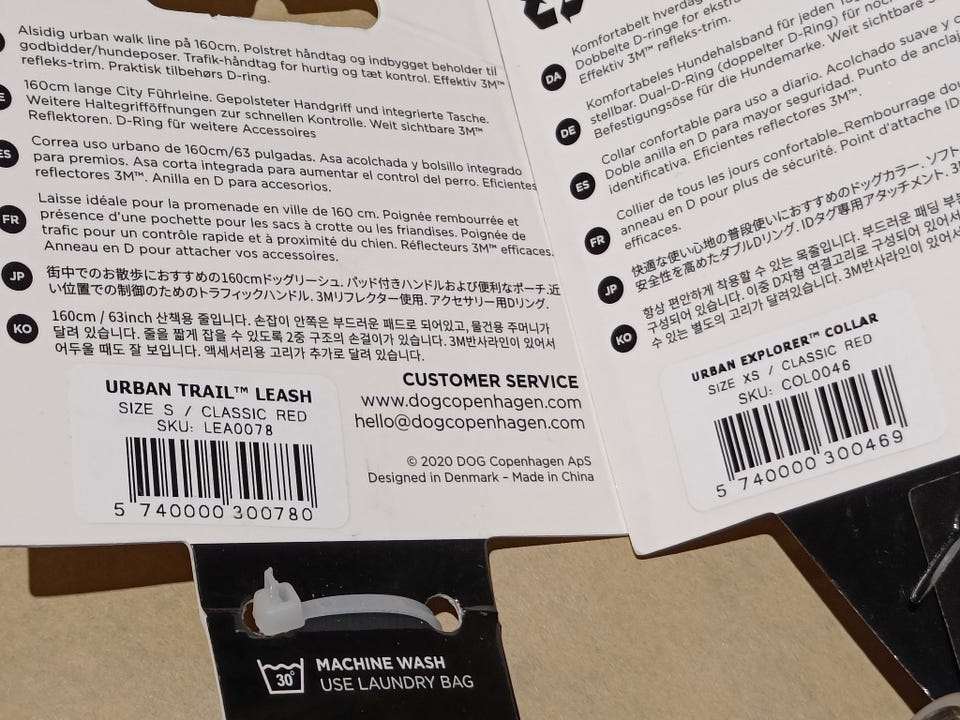 Alsidig urban walk line på 160cm. Polstret håndtag og indbygget beholder til
godbidder/hundeposer. Trafik-håndtag for hurtig og tæt kontrol. Effektiv 3M™
refleks-trim. Praktisk tilbehørs D-ring.
160cm lange City Führleine. Gepolsteter Handgriff und integrierte Tasche.
Weitere Haltegrifföffnungen zur schnellen Kontrolle. Weit sichtbare 3M™
Reflektoren. D-Ring für weitere Accessoires
ES
Correa uso urbano de 160cm/63 pulgadas. Asa acolchada y bolsillo integrado
para premios. Asa corta integrada para aumentar el control del perro. Eficientes
reflectores 3M™. Anilla en D para accesorios.
FR
Laisse idéale pour la promenade en ville de 160 cm. Poignée rembourrée et
présence d'une pochette pour les sacs à crotte ou les friandises. Poignée de
trafic pour un contrôle rapide et à proximité du chien. Réflecteurs 3M™ efficaces.
Anneau en D pour attacher vos accessoires.
JP
街中でのお散歩におすすめの160cmドッグリーシュ. パッド付きハンドルおよび便利なポーチ.近
い位置での制御のためのトラフィックハンドル. 3Mリフレクター使用. アクセサリー用Dリング.
KO
160cm / 63inch 산책용 줄입니다. 손잡이 안쪽은 부드러운 패드로 되어있고, 물건용 주머니가
달려 있습니다. 줄을 짧게 잡을 수 있도록 2중 구조의 손걸이가 있습니다. 3M반사라인이 있어서
어두울 때도 잘 보입니다. 액세서리용 고리가 추가로 달려 있습니다.
URBAN TRAIL™ LEASH
SIZE S / CLASSIC RED
SKU: LEA0078
5 740000 300780
CUSTOMER SERVICE
www.dogcopenhagen.com
hello@dogcopenhagen.com
© 2020 DOG Copenhagen ApS
Designed in Denmark – Made in China
30°
MACHINE WASH
USE LAUNDRY BAG
DA
Komfortabelt hverdag
Dobbelte D-ringe for ekstra
Effektiv 3M™ refleks-trim.
DE
Komfortables Hundehalsband für jeden
stellbar. Dual-D-Ring (doppelter D-Ring) für
Befestigungsöse für die Hundemarke. Weit sichtbare
ES
Collar confortable para uso a diario. Acolchado suave y
Doble anilla en D para mayor seguridad. Punto de
identificativa. Eficientes reflectores 3M™.
FR
Collier de tous les jours confortable. Rembourrage
anneau en D pour plus de sécurité. Point d'attache ID
efficaces.
JP
快適な使い心地の普段使いにおすすめのドッグカラー. ソフト
安全性を高めたダブルDリング. IDタグ専用アタッチメント.
KO
항상 편안하게 착용할 수 있는 목줄입니다. 부드러운 패딩
구성되어 있습니다. 이중 D자형 연결고리로 구성되어 있어서
수 있는 별도의 고리가 달려있습니다. 3M반사라인이 있어서
URBAN EXPLORER™ COLLAR
SIZE XS / CLASSIC RED
SKU: COL0046
5 740000 300469